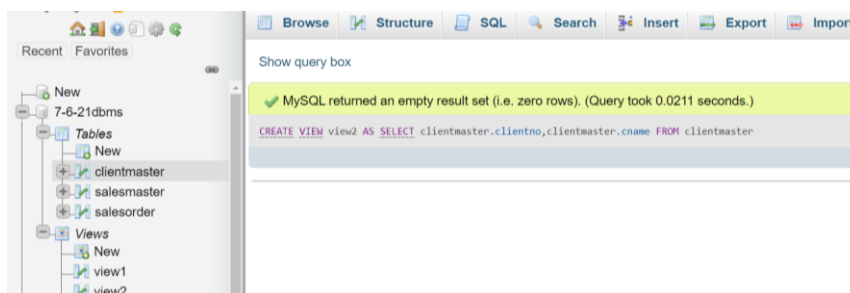 Recent Favorites
New
7-6-21dbms
Tables
New
clientmaster
salesmaster
salesorder
Views
New
view1
view2
Browse Structure SQL Search Insert Export Impor
Show query box
MySQL returned an empty result set (i.e. zero rows). (Query took 0.0211 seconds.)
CREATE VIEW view2 AS SELECT clientmaster.clientno,clientmaster.cname FROM clientmaster